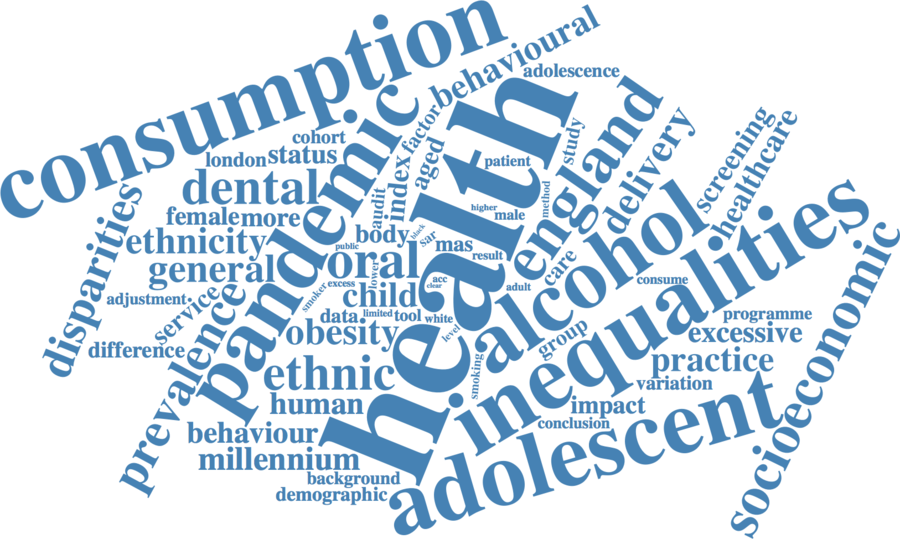 consumption
behavioural
adolescence
cohort
factor
study
pandemic
health
england
delivery
screening
healthcare
london
status
patient
aged
index
audit
dental
higher
male
method
disparities
female
more
body
black
sar
mas
ethnicity
public
oral
result
care
alcohol
inequalities
general
lower
acc
clear
excess
adult
consume
socioeconomic
adjustment
smoker
child
service
data
limited
tool
white
level
programme
difference
prevalence
obesity
group
excessive
practice
ethnic
smoking
variation
human
impact
behaviour
conclusion
adolescent
millennium
background
demographic